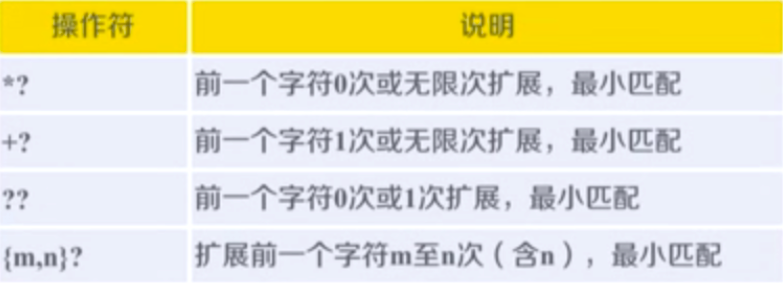 操作符 说明
*? 前一个字符0次或无限次扩展，最小匹配
+? 前一个字符1次或无限次扩展，最小匹配
?? 前一个字符0次或1次扩展，最小匹配
{m,n}? 扩展前一个字符m至n次（含n），最小匹配